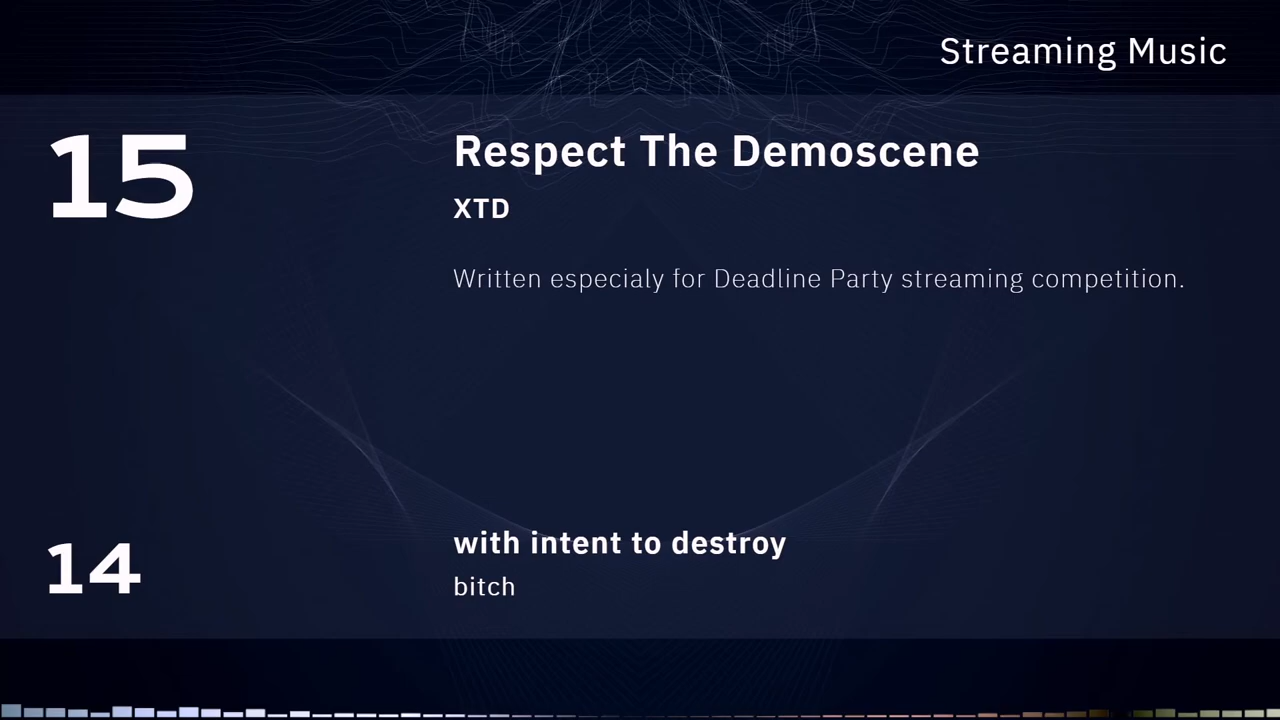 Streaming Music
15
Respect The Demoscene
XTD
Written especialy for Deadline Party streaming competition.
14
with intent to destroy
bitch